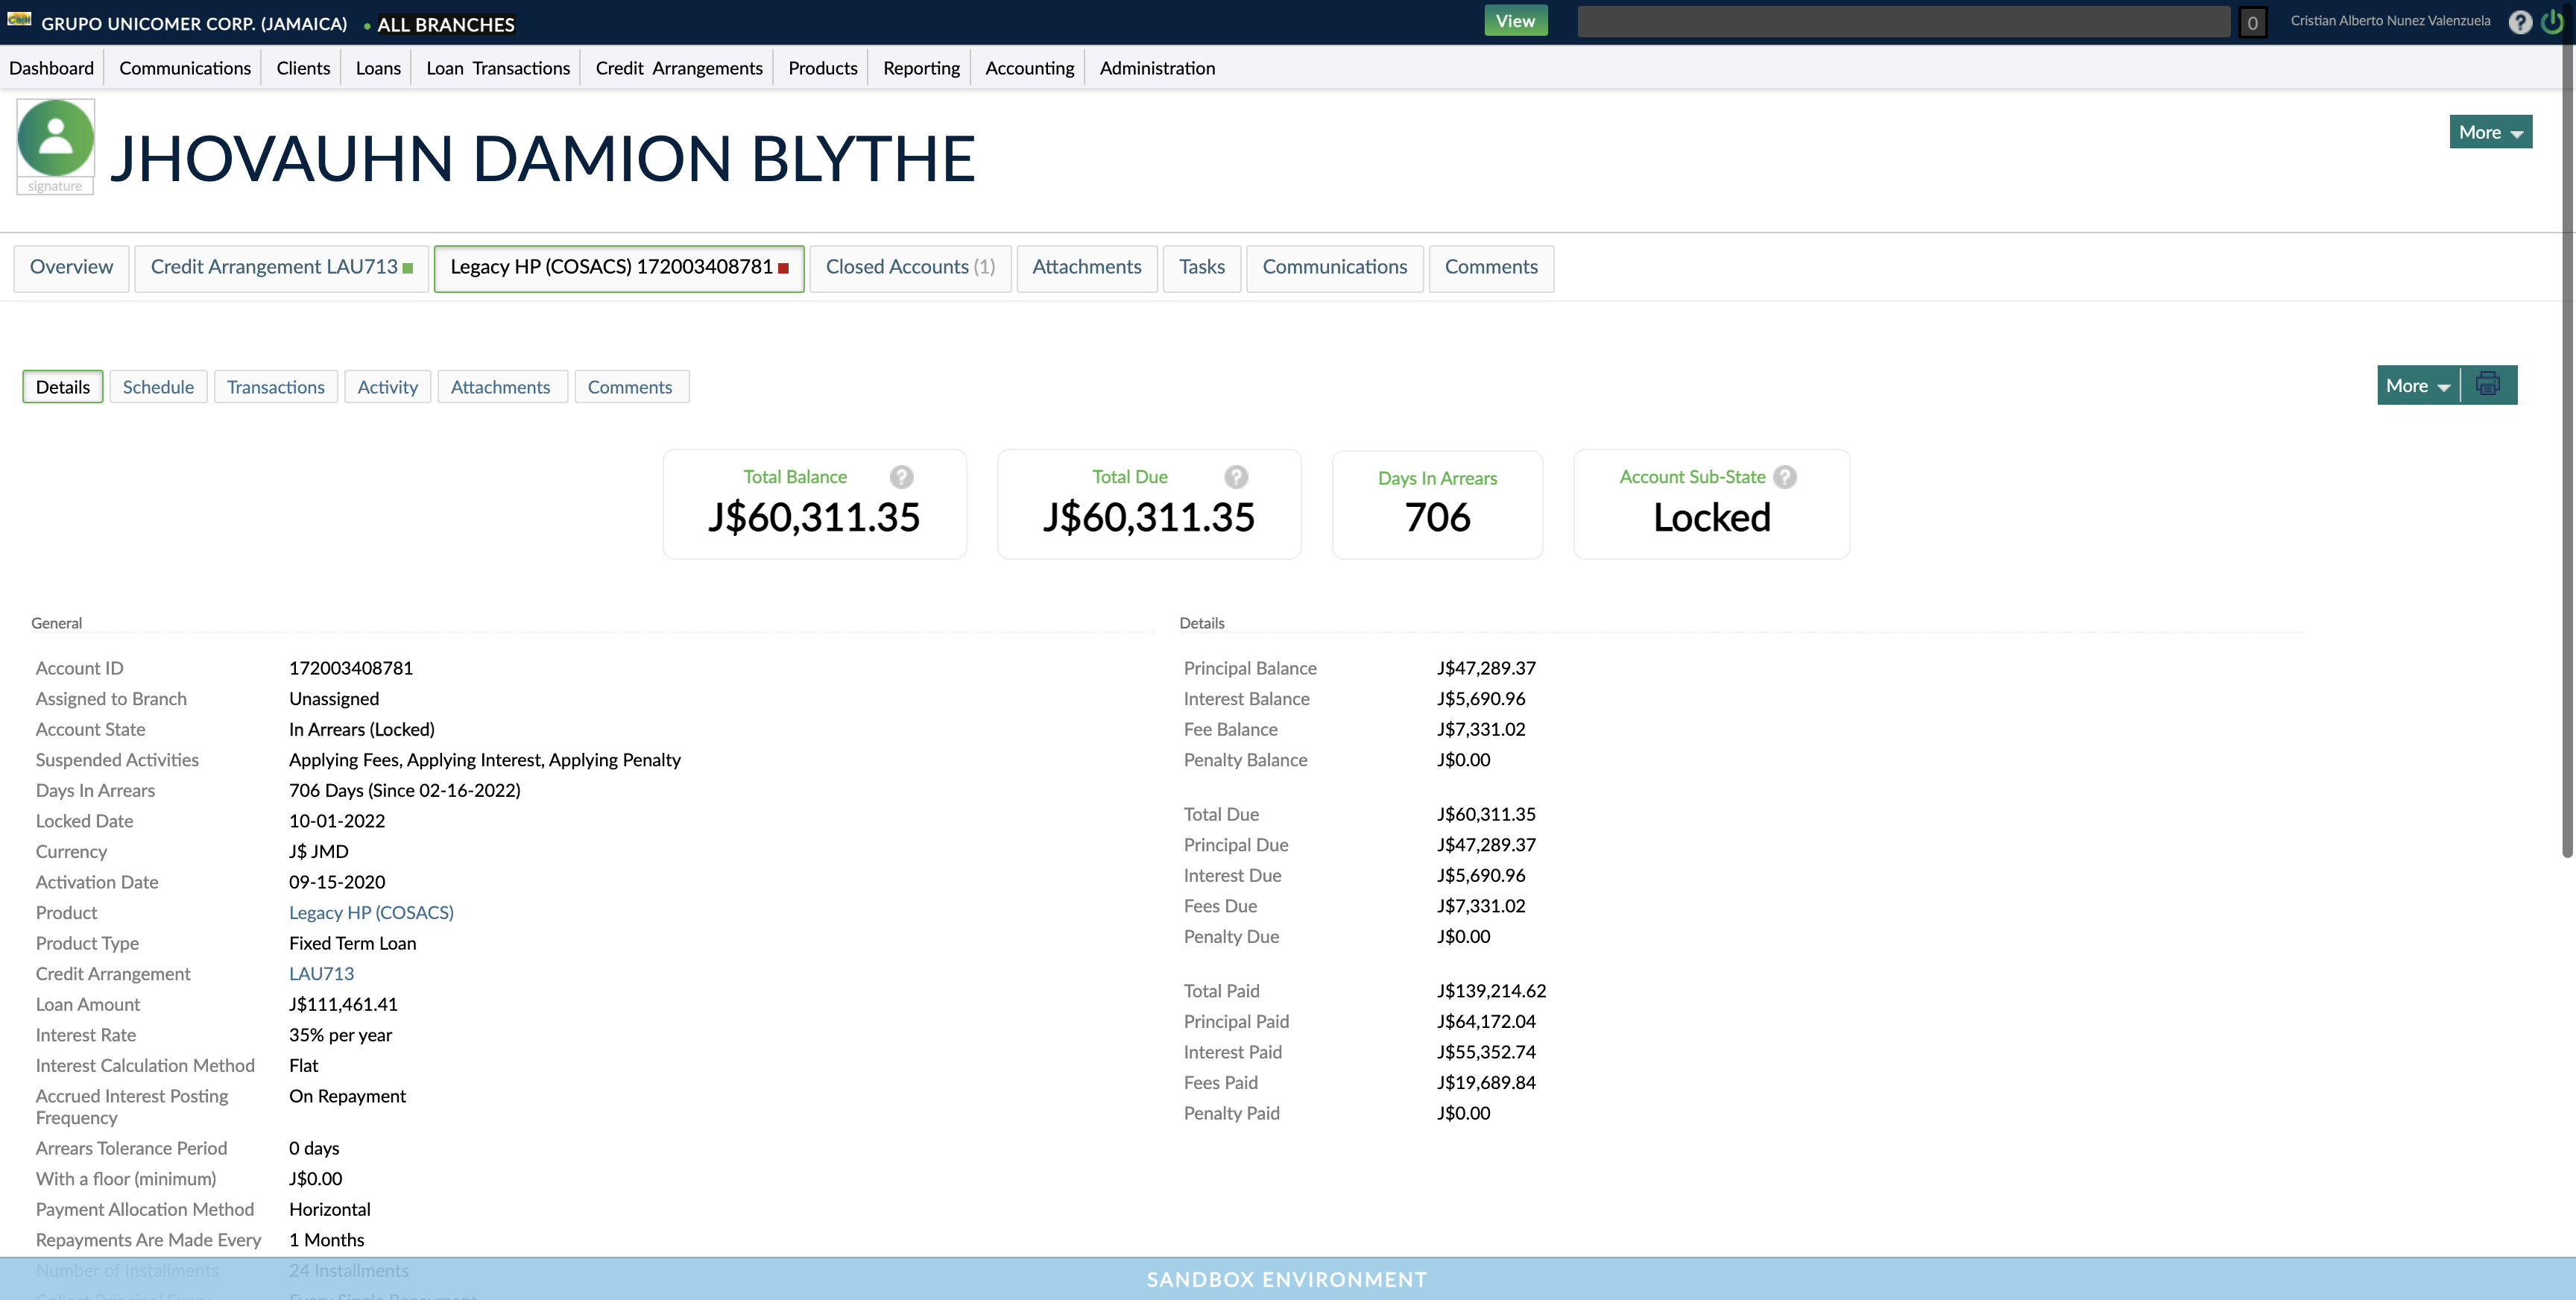 GRUPO UNICOMER CORP. (JAMAICA) • ALL BRANCHES View 0 Cristian Alberto Nunez Valenzuela ?
Dashboard Communications Clients Loans Loan Transactions Credit Arrangements Products Reporting Accounting Administration
signature
JHOVAUHN DAMION BLYTHE
More
Overview Credit Arrangement LAU713 Legacy HP (COSACS) 172003408781 Closed Accounts (1) Attachments Tasks Communications Comments
Details Schedule Transactions Activity Attachments Comments More
Total Balance ?
J$60,311.35
Total Due ?
J$60,311.35
Days In Arrears
706
Account Sub-State ?
Locked
General
Account ID 172003408781
Assigned to Branch Unassigned
Account State In Arrears (Locked)
Suspended Activities Applying Fees, Applying Interest, Applying Penalty
Days In Arrears 706 Days (Since 02-16-2022)
Locked Date 10-01-2022
Currency J$ JMD
Activation Date 09-15-2020
Product Legacy HP (COSACS)
Product Type Fixed Term Loan
Credit Arrangement LAU713
Loan Amount J$111,461.41
Interest Rate 35% per year
Interest Calculation Method Flat
Accrued Interest Posting On Repayment
Frequency
Arrears Tolerance Period 0 days
With a floor (minimum) J$0.00
Payment Allocation Method Horizontal
Repayments Are Made Every 1 Months
Number of Installments 24 Installments
Details
Principal Balance J$47,289.37
Interest Balance J$5,690.96
Fee Balance J$7,331.02
Penalty Balance J$0.00
Total Due J$60,311.35
Principal Due J$47,289.37
Interest Due J$5,690.96
Fees Due J$7,331.02
Penalty Due J$0.00
Total Paid J$139,214.62
Principal Paid J$64,172.04
Interest Paid J$55,352.74
Fees Paid J$19,689.84
Penalty Paid J$0.00
SANDBOX ENVIRONMENT